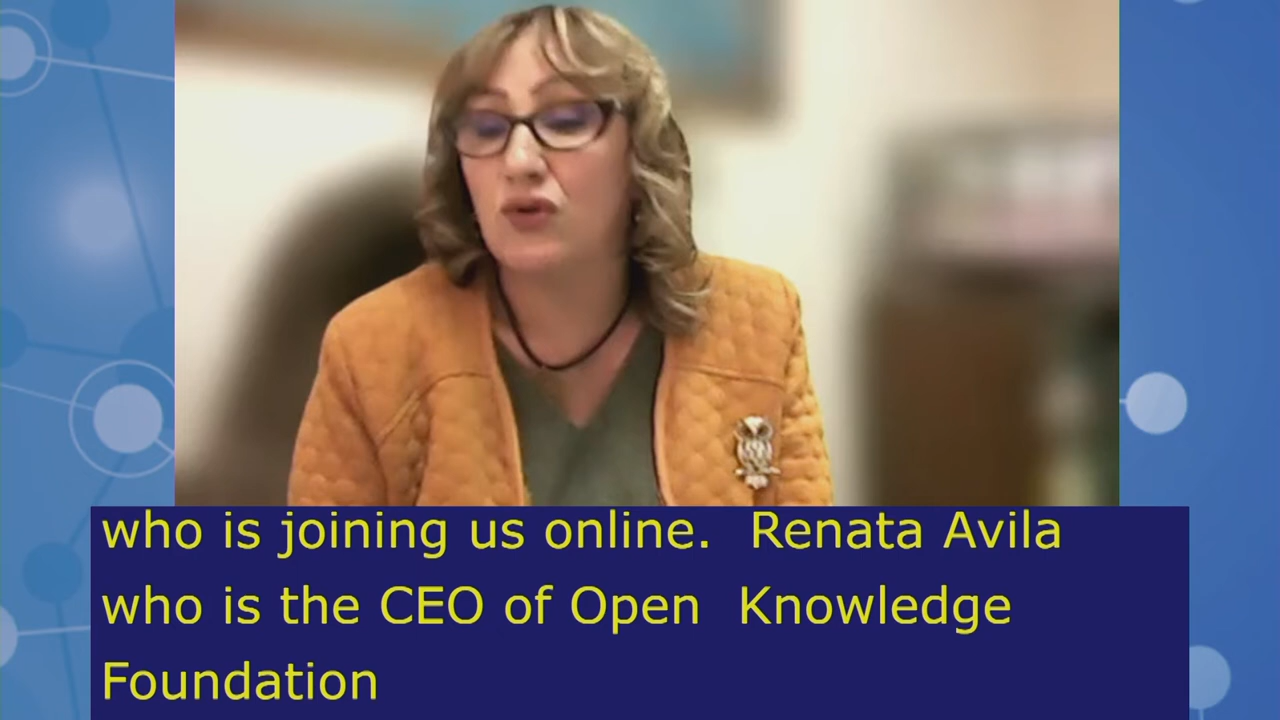 who is joining us online.  Renata Avila
who is the CEO of Open  Knowledge
Foundation